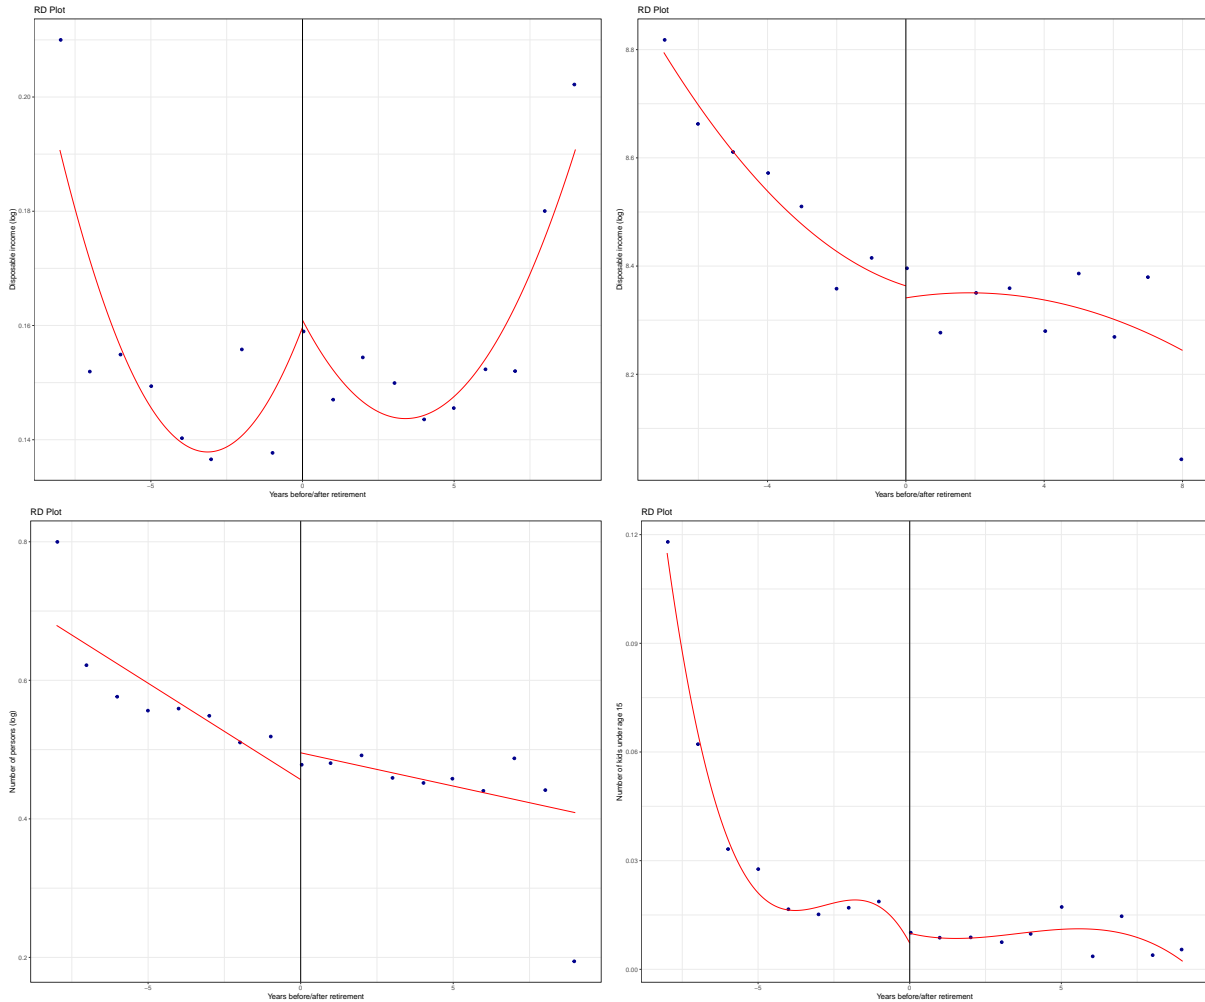 RD Plot
Disposable income (log)
0.20
0.18
0.16
0.14
−5
0
5
Years before/after retirement
RD Plot
Disposable income (log)
8.8
8.6
8.4
8.2
−4
0
4
8
Years before/after retirement
RD Plot
Number of persons (log)
0.8
0.6
0.4
0.2
−5
0
5
Years before/after retirement
RD Plot
Number of kids under age 15
0.12
0.09
0.06
0.03
0.00
−5
0
5
Years before/after retirement